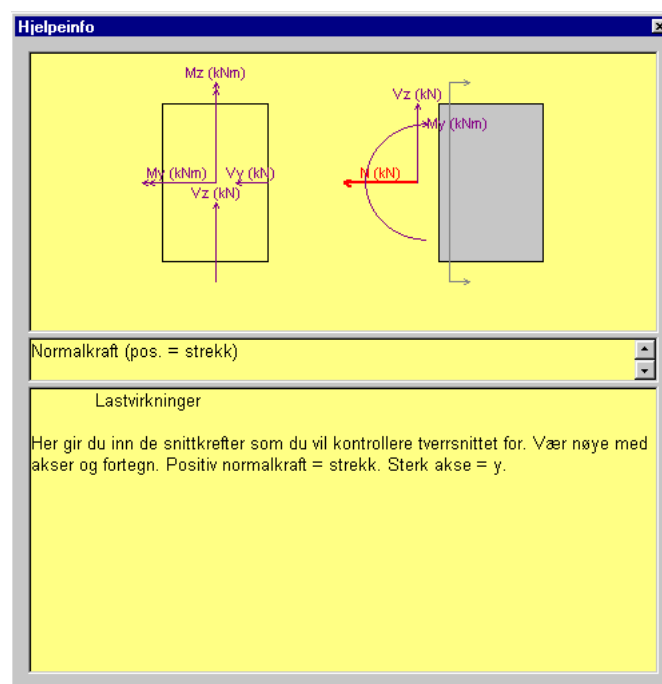 Hjelpeinfo
Mz (kNm)
Vz (kN)
My (kNm)
My (kNm)
Vy (kN)
N (kN)
Vz (kN)
Normalkraft (pos. = strekk)
Lastvirkninger
Her gir du inn de snittkrefter som du vil kontrollere tverrsnittet for. Vær nøye med
akser og fortegn. Positiv normalkraft = strekk. Sterk akse = y.